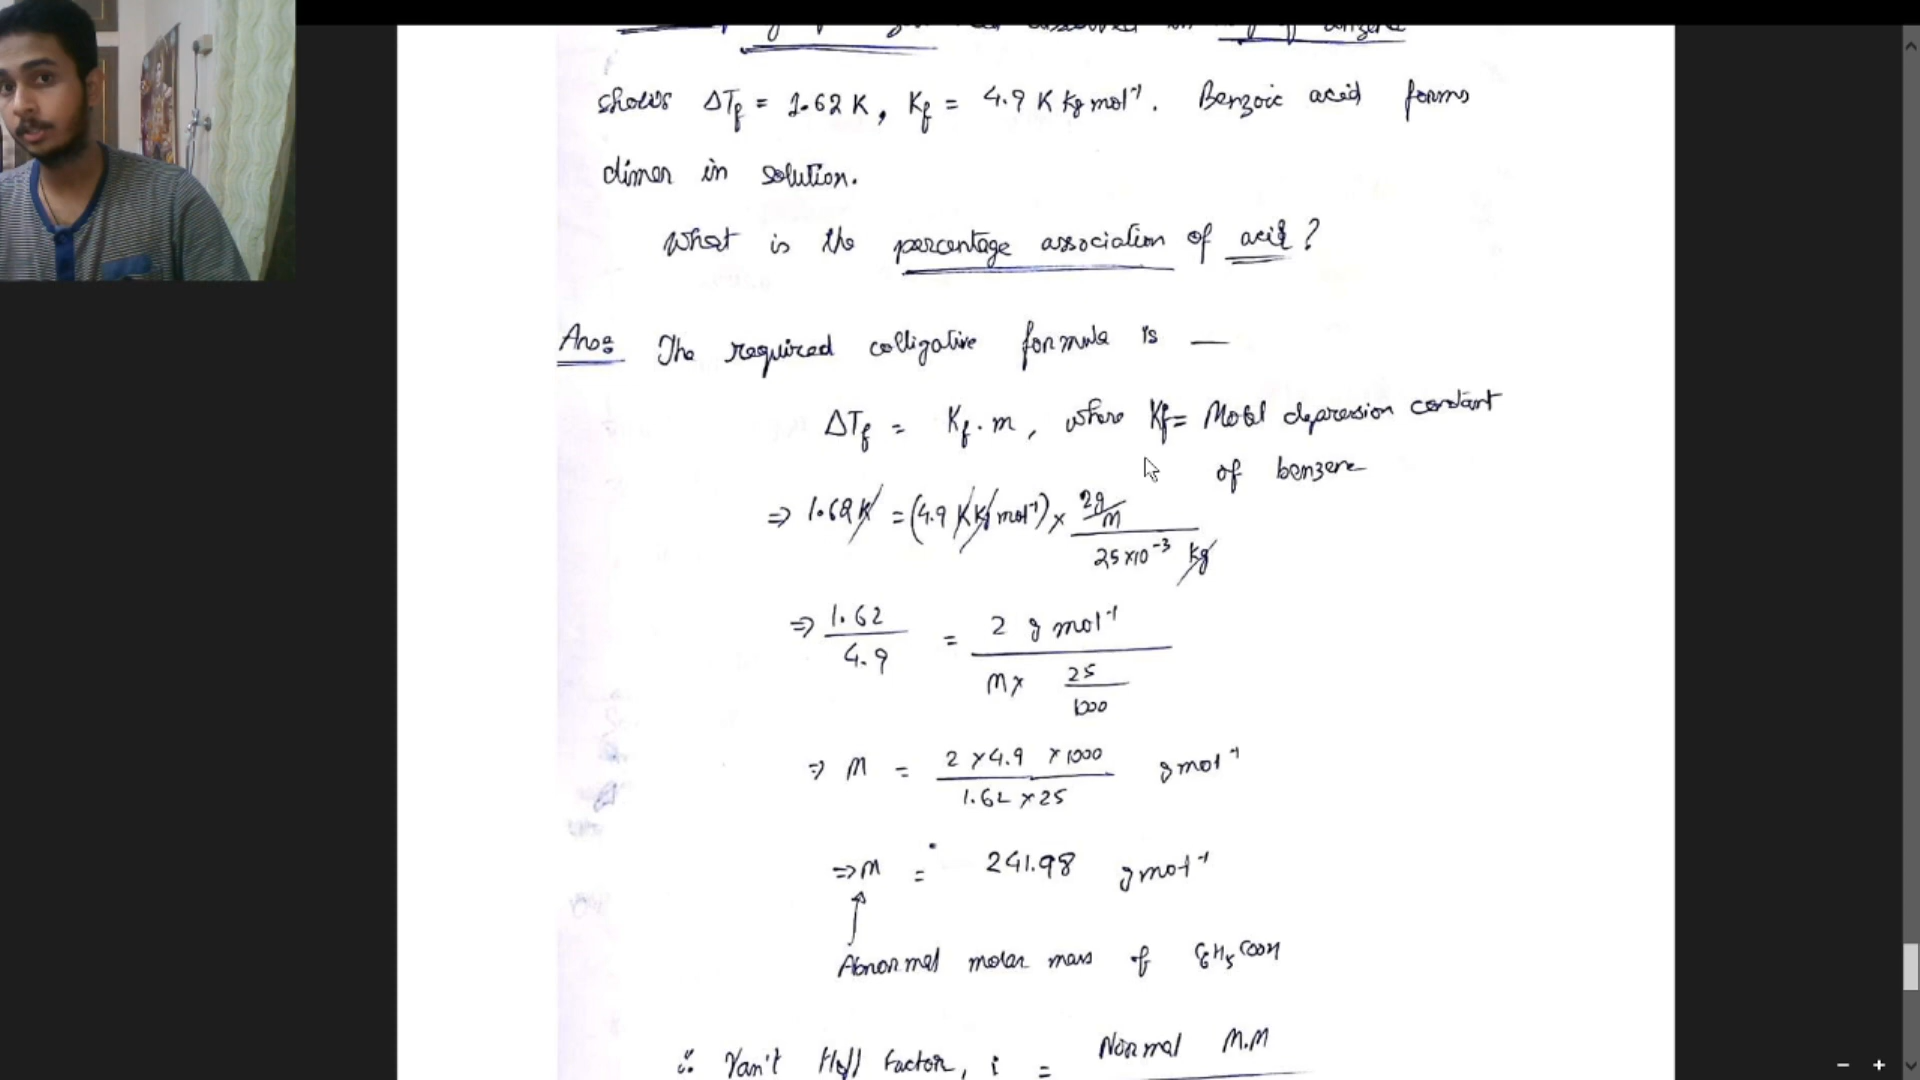 shows ΔTf = 1.62 K, Kf = 4.9 K kg mol⁻¹. Benzoic acid forms
dimer in solution.
What is the percentage association of acid?
Ans: The required colligative formula is —
ΔTf = Kf . m, where Kf = Molal depression constant
of benzene
⇒ 1.62 K = (4.9 K kg mol⁻¹) × 2g/M
25×10⁻³ kg
⇒ 1.62/4.9 = 2 g mol⁻¹ / M × 25/1000
⇒ M = 2 × 4.9 × 1000 / 1.62 × 25 g mol⁻¹
⇒ M = 241.98 g mol⁻¹
Abnormal molar mass of C6H5COOH
∴ Van't Hoff Factor, i = Normal M.M
− +